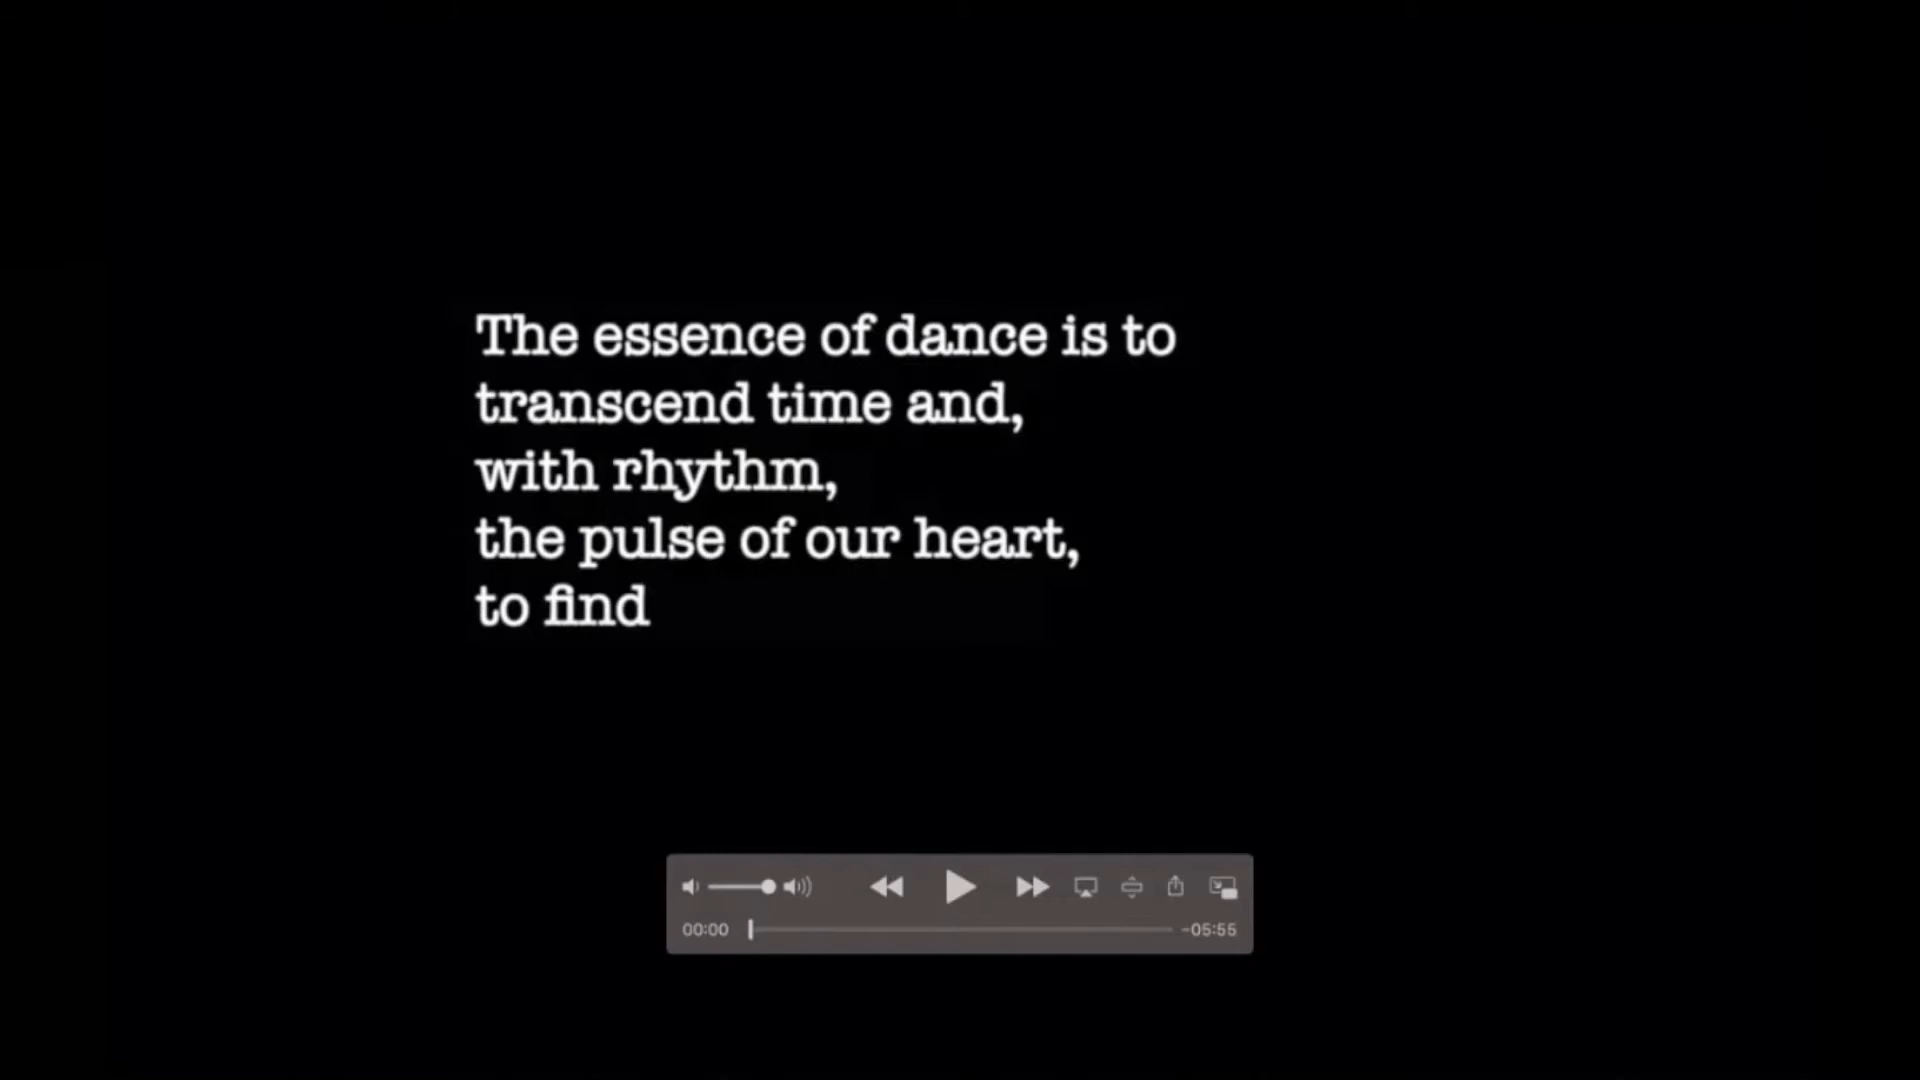 The essence of dance is to
transcend time and,
with rhythm,
the pulse of our heart,
to find
00:00
-05:55